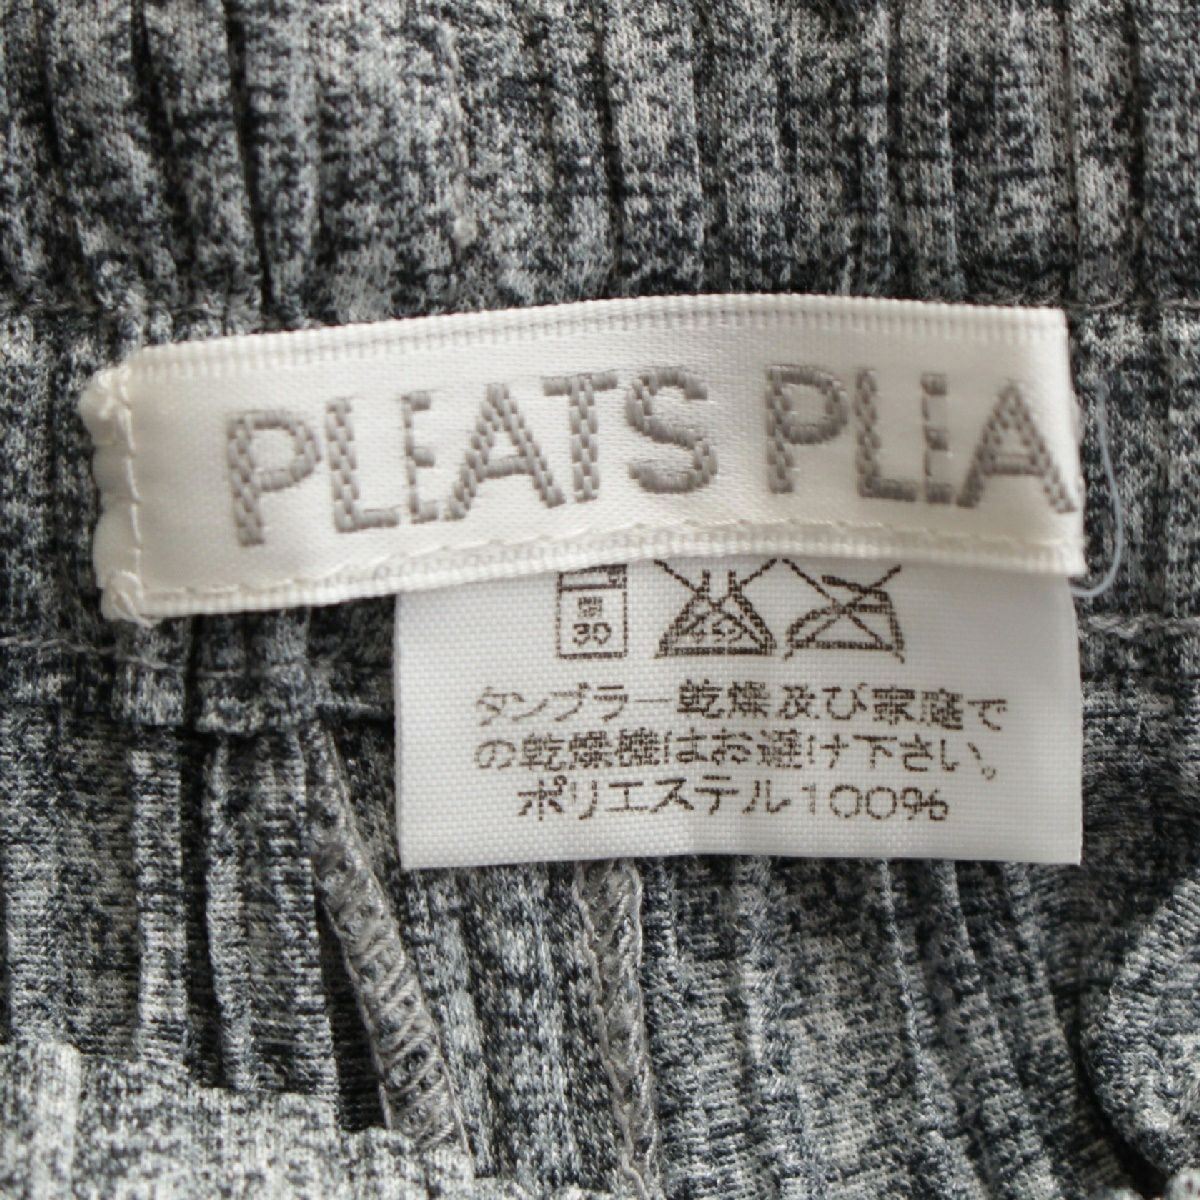 PLEATS PLEA
30
タンブラー乾燥及び家庭で
の乾燥機はお避け下さい。
ポリエステル100%